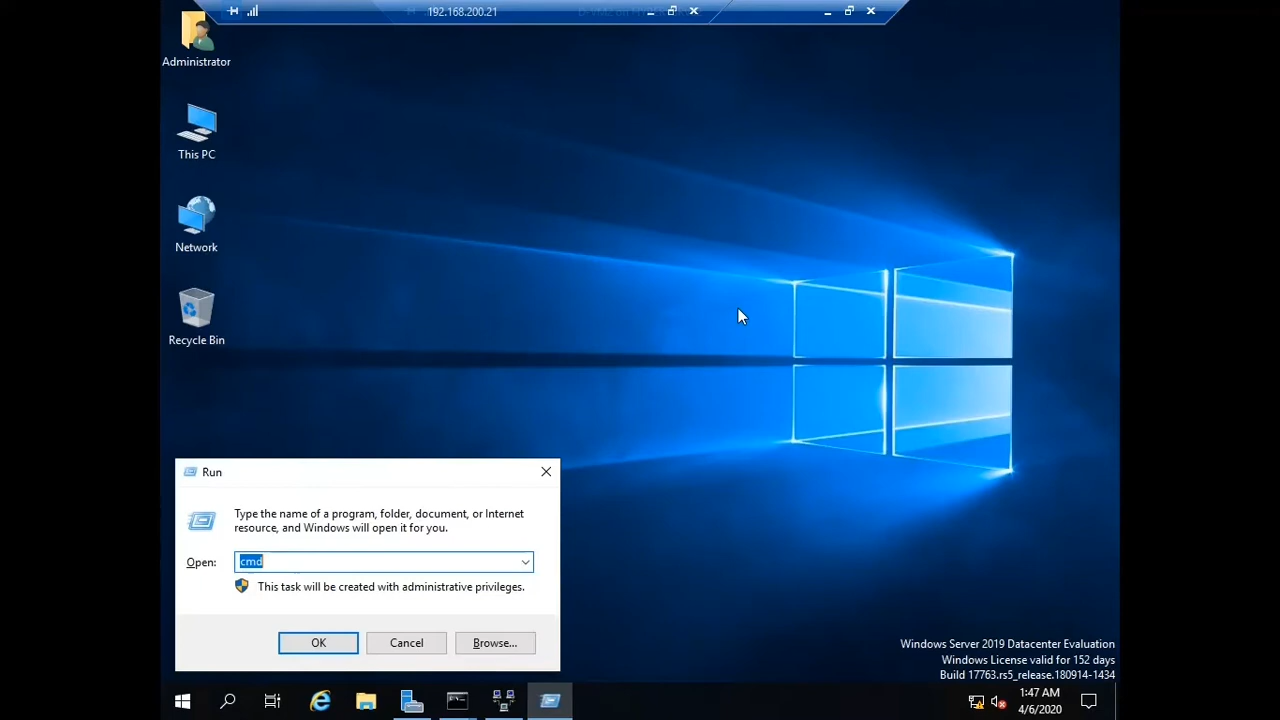 192.168.200.21
Administrator
This PC
Network
Recycle Bin
Run
Type the name of a program, folder, document, or Internet
resource, and Windows will open it for you.
Open:
cmd
This task will be created with administrative privileges.
OK
Cancel
Browse...
Windows Server 2019 Datacenter Evaluation
Windows License valid for 152 days
Build 17763.rs5_release.180914-1434
1:47 AM
4/6/2020